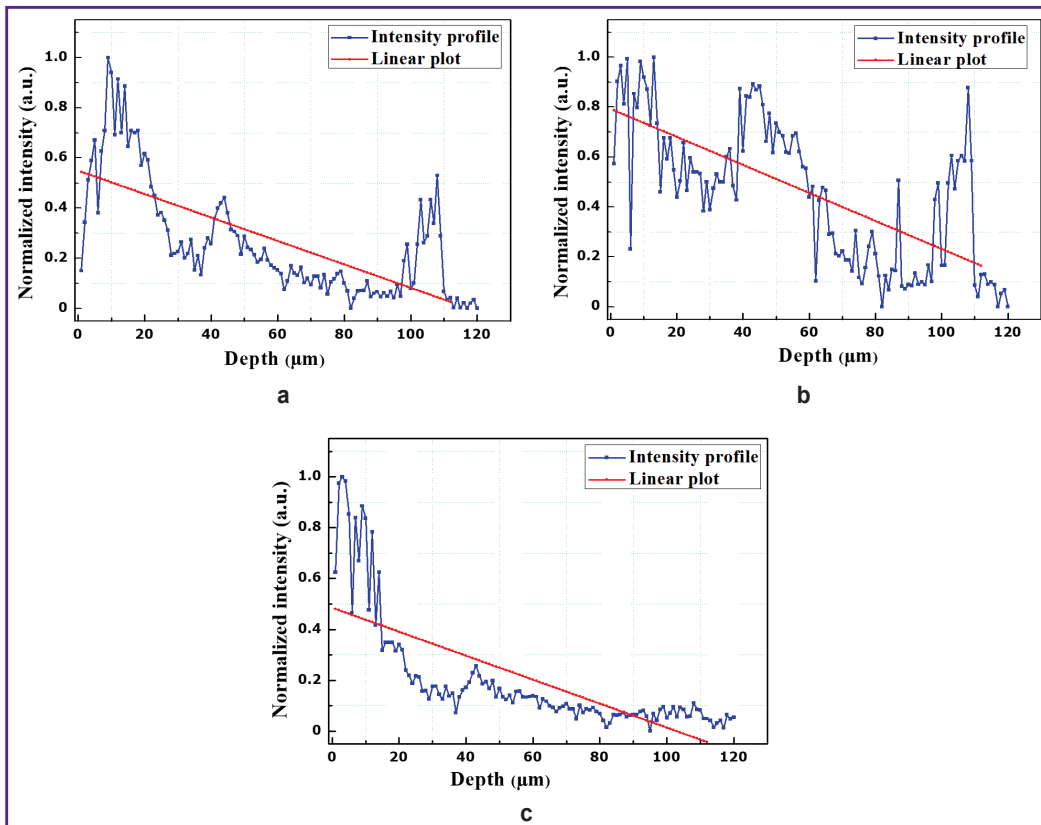 Intensity profile
Linear plot
Normalized intensity (a.u.)
1.0
0.8
0.6
0.4
0.2
0
0 20 40 60 80 100 120
Depth (μm)
a
Intensity profile
Linear plot
Normalized intensity (a.u.)
1.0
0.8
0.6
0.4
0.2
0
0 20 40 60 80 100 120
Depth (μm)
b
Intensity profile
Linear plot
Normalized intensity (a.u.)
1.0
0.8
0.6
0.4
0.2
0
0 20 40 60 80 100 120
Depth (μm)
c